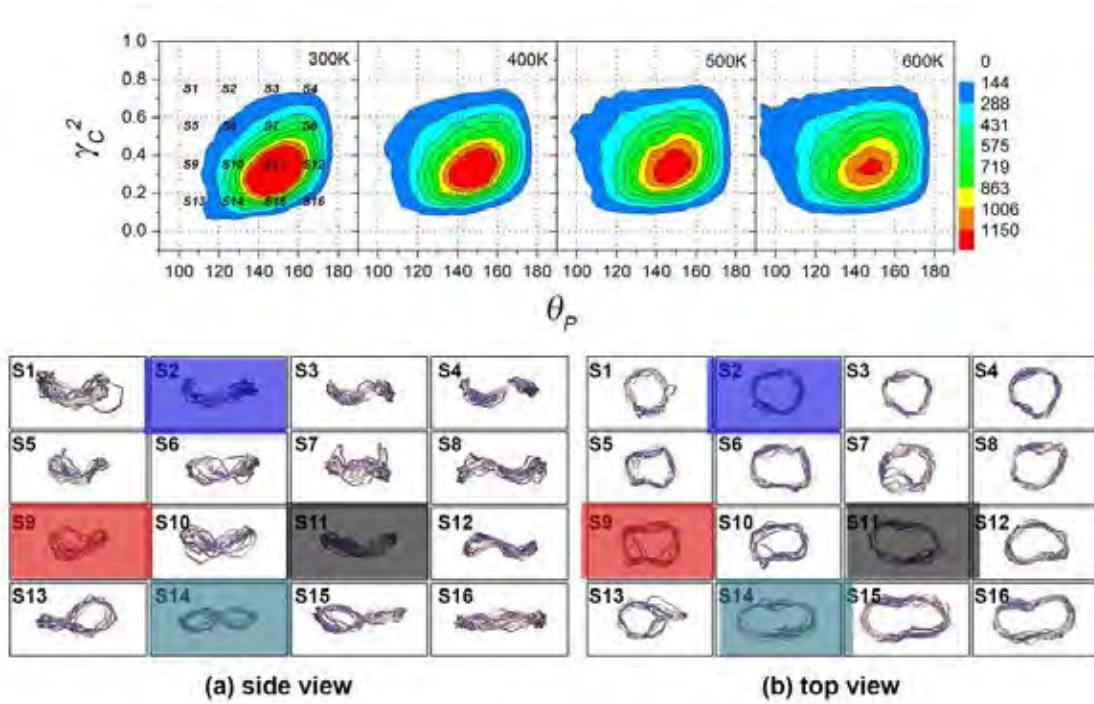 300K 400K 500K 600K
1.0
0.8
0.6
0.4
0.2
0.0
γC2
S1 S2 S3 S4
S5 S6 S7 S8
S9 S10 S11 S12
S13 S14 S15 S16
100 120 140 160 180 100 120 140 160 180 100 120 140 160 180 100 120 140 160 180
θP
0
144
288
431
575
719
863
1006
1150
S1 S2 S3 S4
S5 S6 S7 S8
S9 S10 S11 S12
S13 S14 S15 S16
(a) side view
S1 S2 S3 S4
S5 S6 S7 S8
S9 S10 S11 S12
S13 S14 S15 S16
(b) top view